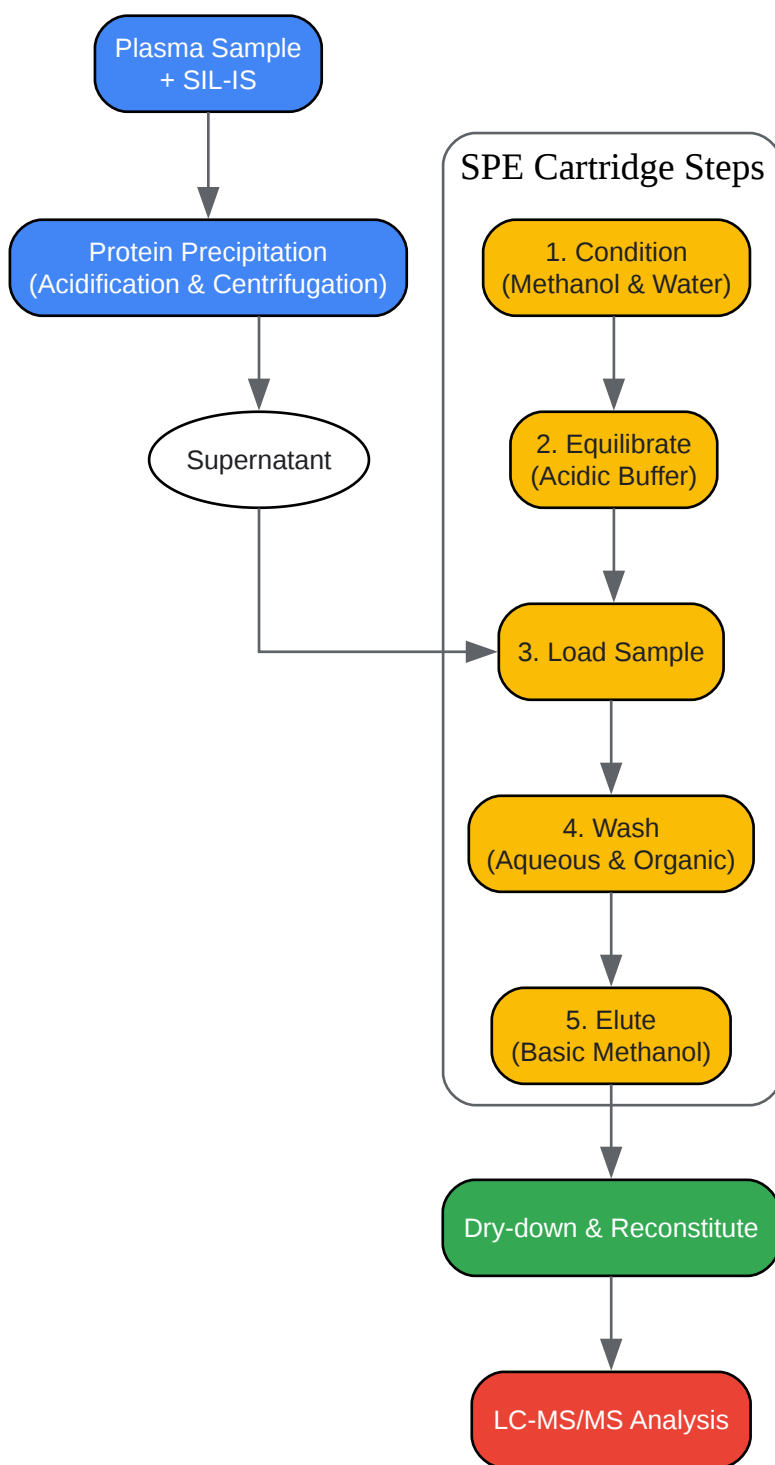 Plasma Sample
+ SIL-IS
Protein Precipitation
(Acidification & Centrifugation)
Supernatant
SPE Cartridge Steps
1. Condition
(Methanol & Water)
2. Equilibrate
(Acidic Buffer)
3. Load Sample
4. Wash
(Aqueous & Organic)
5. Elute
(Basic Methanol)
Dry-down & Reconstitute
LC-MS/MS Analysis